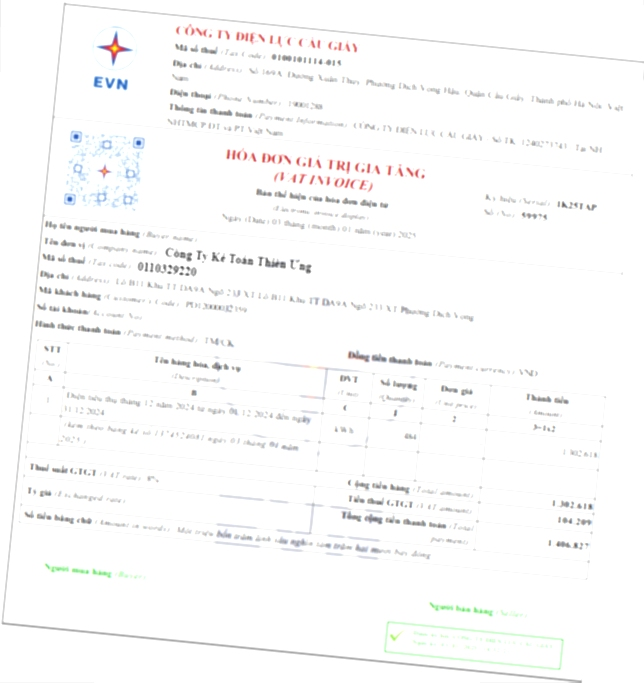 EVN
CÔNG TY ĐIỆN LỰC CẦU GIẤY
Mã số thuế (Tax Code): 0100101114-015
Địa chỉ (Address): Số 169A Đường Xuân Thủy, Phường Dịch Vọng Hậu, Quận Cầu Giấy, Thành phố Hà Nội, Việt Nam
Điện thoại (Phone Number): 19001288
Thông tin thanh toán (Payment Information): CÔNG TY ĐIỆN LỰC CẦU GIẤY Số TK: Tại NH
NHTMCP ĐT và PT Việt Nam
HÓA ĐƠN GIÁ TRỊ GIA TĂNG
(VAT INVOICE)
Bản thể hiện của hóa đơn điện tử
(Electronic invoice display)
Ngày (Date) 03 tháng (month) 01 năm (year) 2025
Ký hiệu (Serial): 1K25TAP
Số (No): 59975
Họ tên người mua hàng (Buyer name):
Tên đơn vị (Company name): Công Ty Kế Toán Thiên Ưng
Mã số thuế (Tax code): 0110329220
Địa chỉ (Address): Lô B11 Khu TT DA9A Ngõ 233 XT Lô B11 Khu TT DA9A Ngõ 233 XT Phường Dịch Vọng
Mã khách hàng (Customer's Code):
Số tài khoản (Account No):
Hình thức thanh toán (Payment method): TM/CK
Đồng tiền thanh toán (Payment currency): VND
STT (No) Tên hàng hóa, dịch vụ (Description) ĐVT (Unit) Số lượng (Quantity) Đơn giá (Unit price) Thành tiền (Amount)
A B C 1 2 3=1x2
1 Điện tiêu thụ tháng 12 năm 2024 từ ngày 01/12/2024 đến ngày kWh 464 1.302.618
31/12/2024
(kèm theo bảng kê số ngày 03 tháng 01 năm
2025)
Cộng tiền hàng (Total amount): 1.302.618
Thuế suất GTGT (VAT rate): 8% Tiền thuế GTGT (VAT amount): 104.209
Tỷ giá (Exchanged rate): Tổng cộng tiền thanh toán (Total payment): 1.406.827
Số tiền bằng chữ (Amount in words): Một triệu bốn trăm linh sáu nghìn tám trăm hai mươi bảy đồng
Người mua hàng (Buyer)
Người bán hàng (Seller)